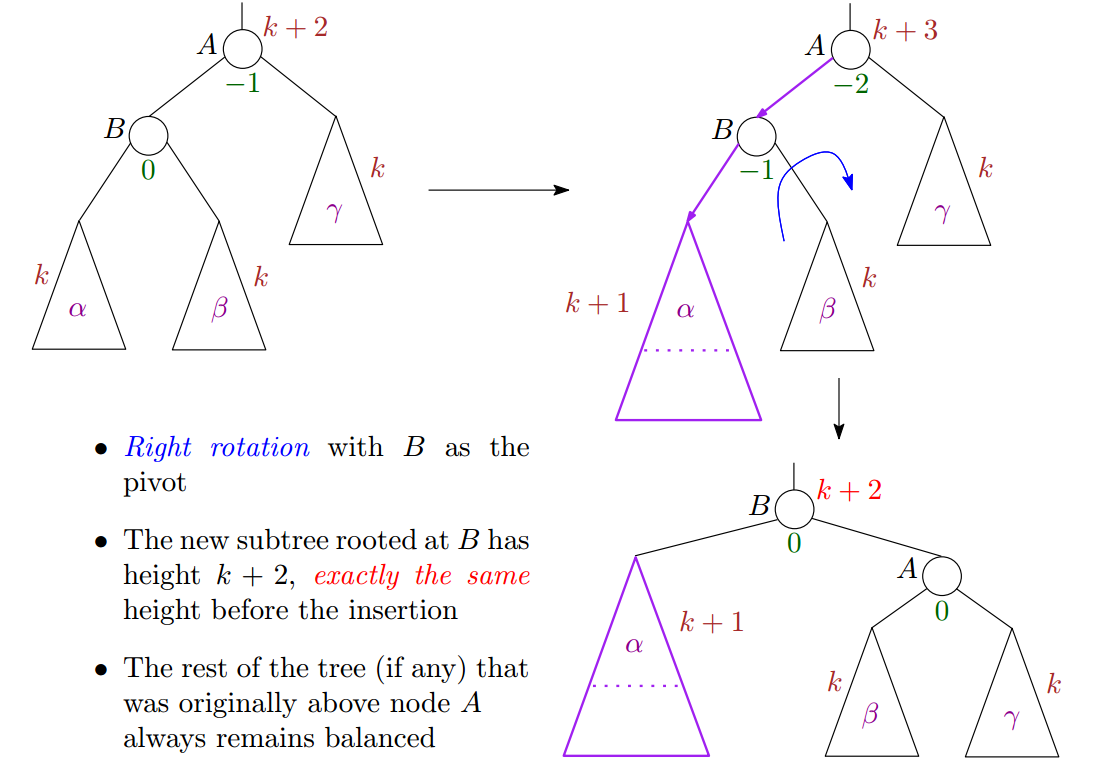 A k + 2
−1
B
0
γ k
k α
β k
A k + 3
−2
B
−1
γ k
k + 1 α
β k
• Right rotation with B as the
pivot
• The new subtree rooted at B has
height k + 2, exactly the same
height before the insertion
• The rest of the tree (if any) that
was originally above node A
always remains balanced
B k + 2
0
A
0
α k + 1
k β
γ k